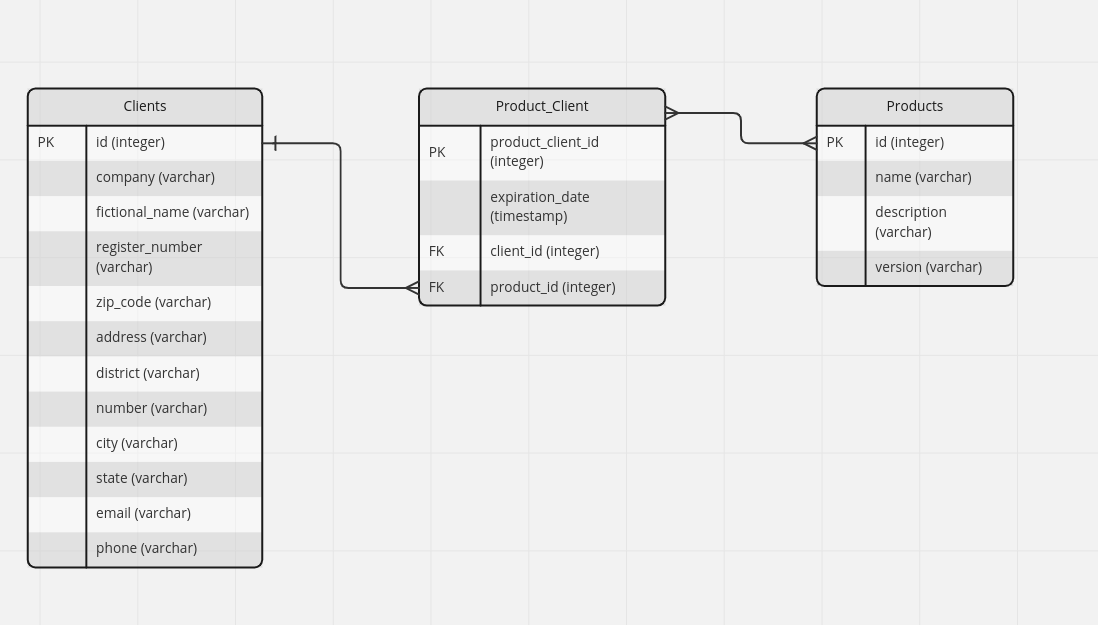 Clients
PK id (integer)
company (varchar)
fictional_name (varchar)
register_number
(varchar)
zip_code (varchar)
address (varchar)
district (varchar)
number (varchar)
city (varchar)
state (varchar)
email (varchar)
phone (varchar)
Product_Client
PK product_client_id
(integer)
expiration_date
(timestamp)
FK client_id (integer)
FK product_id (integer)
Products
PK id (integer)
name (varchar)
description
(varchar)
version (varchar)